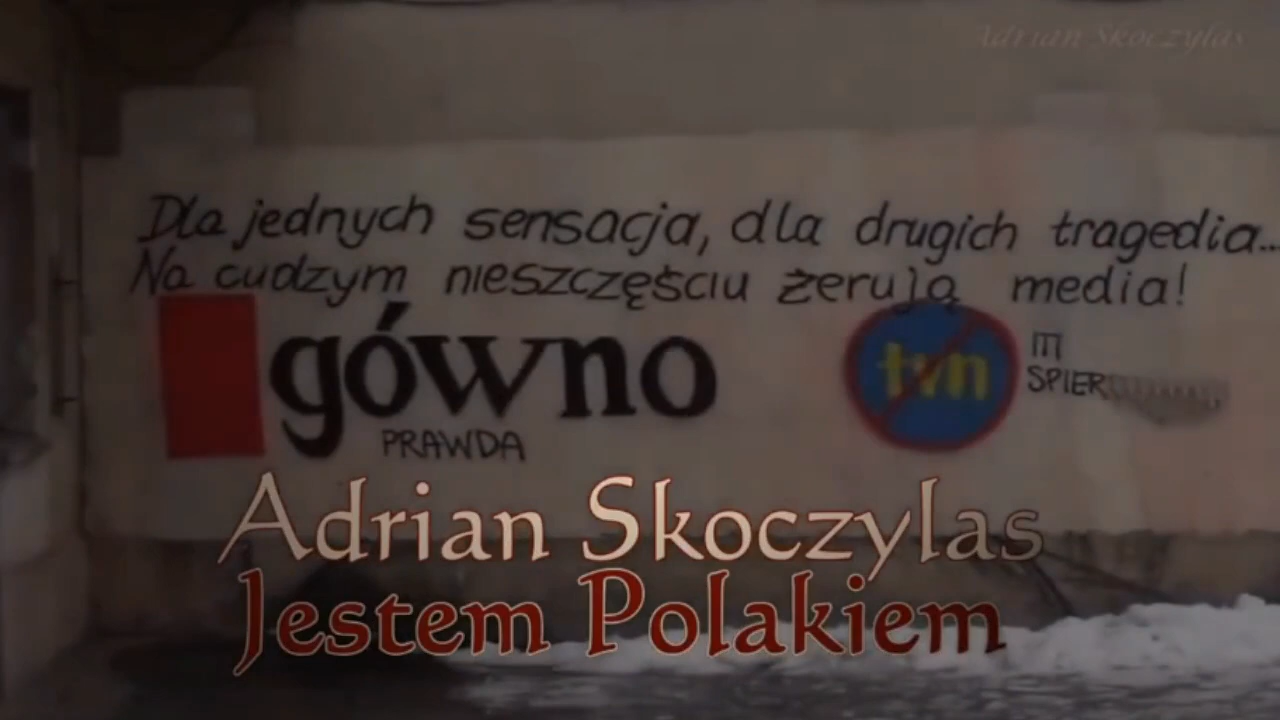 Adrian Skoczylas
Dla jednych sensacja, dla drugich tragedia...
Na cudzym nieszczęściu żerują media!
gówno
PRAWDA
tvn
SPIER
Adrian Skoczylas
Jestem Polakiem